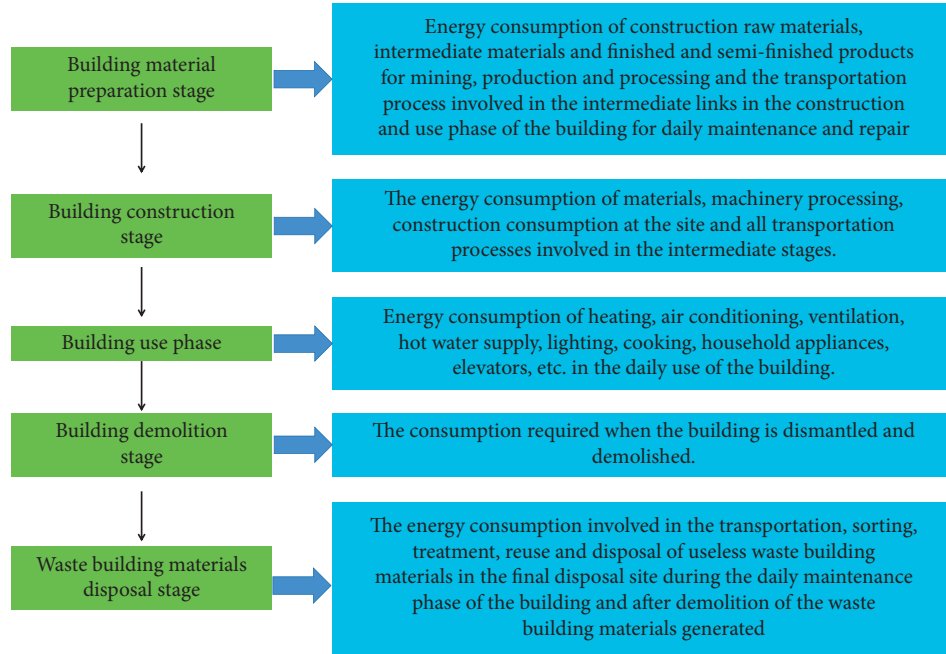 Building material
preparation stage
Energy consumption of construction raw materials,
intermediate materials and finished and semi-finished products
for mining, production and processing and the transportation
process involved in the intermediate links in the construction
and use phase of the building for daily maintenance and repair
Building construction
stage
The energy consumption of materials, machinery processing,
construction consumption at the site and all transportation
processes involved in the intermediate stages.
Building use phase
Energy consumption of heating, air conditioning, ventilation,
hot water supply, lighting, cooking, household appliances,
elevators, etc. in the daily use of the building.
Building demolition
stage
The consumption required when the building is dismantled and
demolished.
Waste building materials
disposal stage
The energy consumption involved in the transportation, sorting,
treatment, reuse and disposal of useless waste building
materials in the final disposal site during the daily maintenance
phase of the building and after demolition of the waste
building materials generated